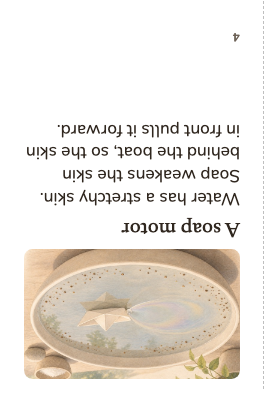 A soap motor
Water has a stretchy skin.
Soap weakens the skin
behind the boat, so the skin
in front pulls it forward.
4